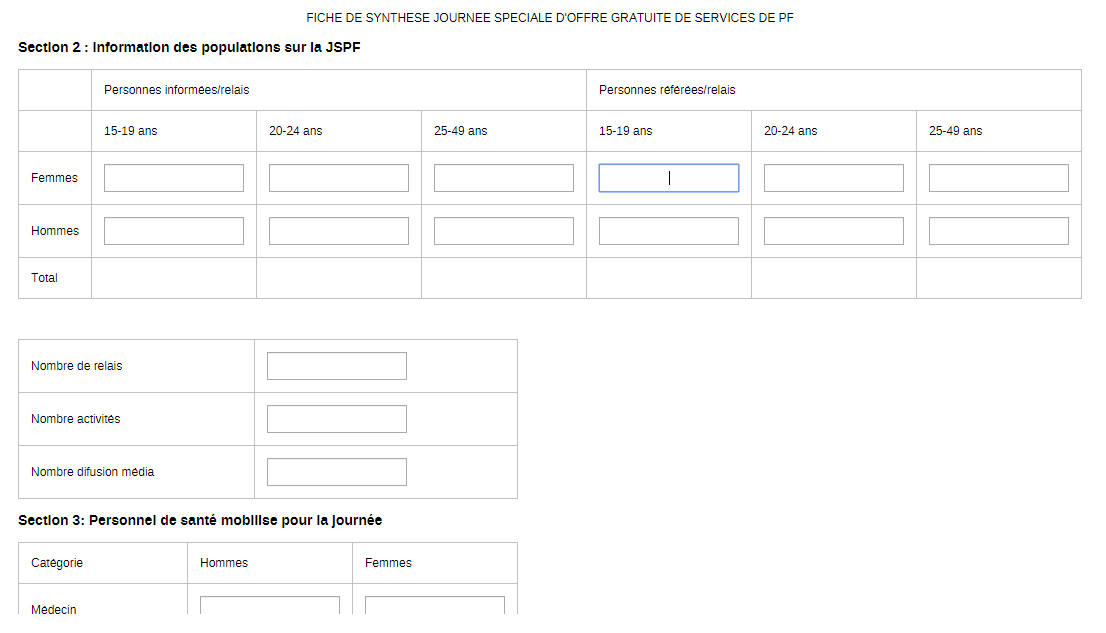 FICHE DE SYNTHESE JOURNEE SPECIALE D'OFFRE GRATUITE DE SERVICES DE PF
Section 2 : Information des populations sur la JSPF
Personnes informées/relais Personnes référées/relais
15-19 ans 20-24 ans 25-49 ans 15-19 ans 20-24 ans 25-49 ans
Femmes
Hommes
Total
Nombre de relais
Nombre activités
Nombre difusion média
Section 3: Personnel de santé mobilise pour la journée
Catégorie Hommes Femmes
Médecin